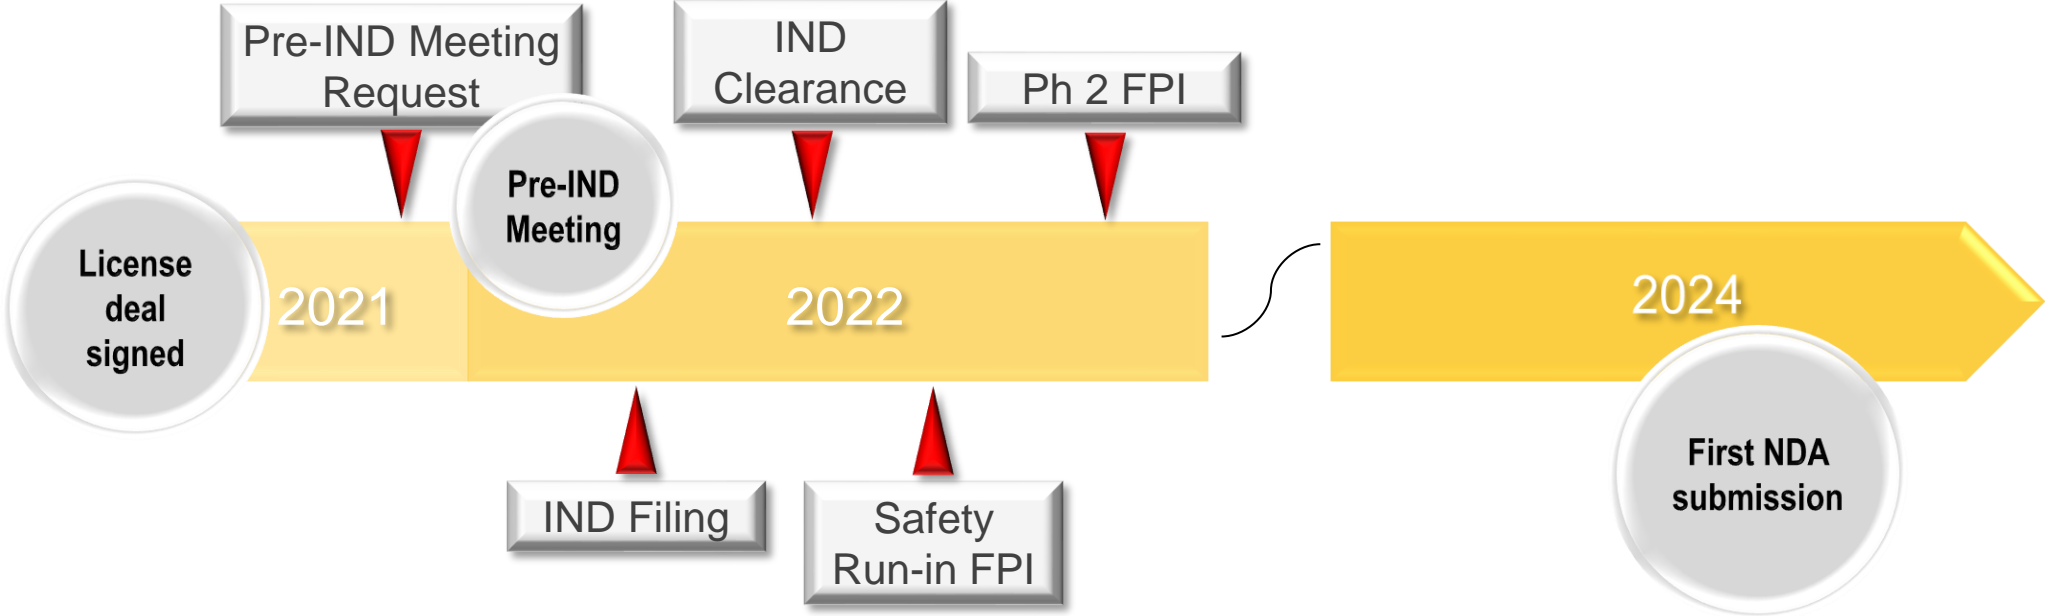 Pre-IND Meeting
Request
IND
Clearance
Ph 2 FPI
Pre-IND
Meeting
License
deal
signed
2021
2022
2024
First NDA
submission
IND Filing
Safety
Run-in FPI